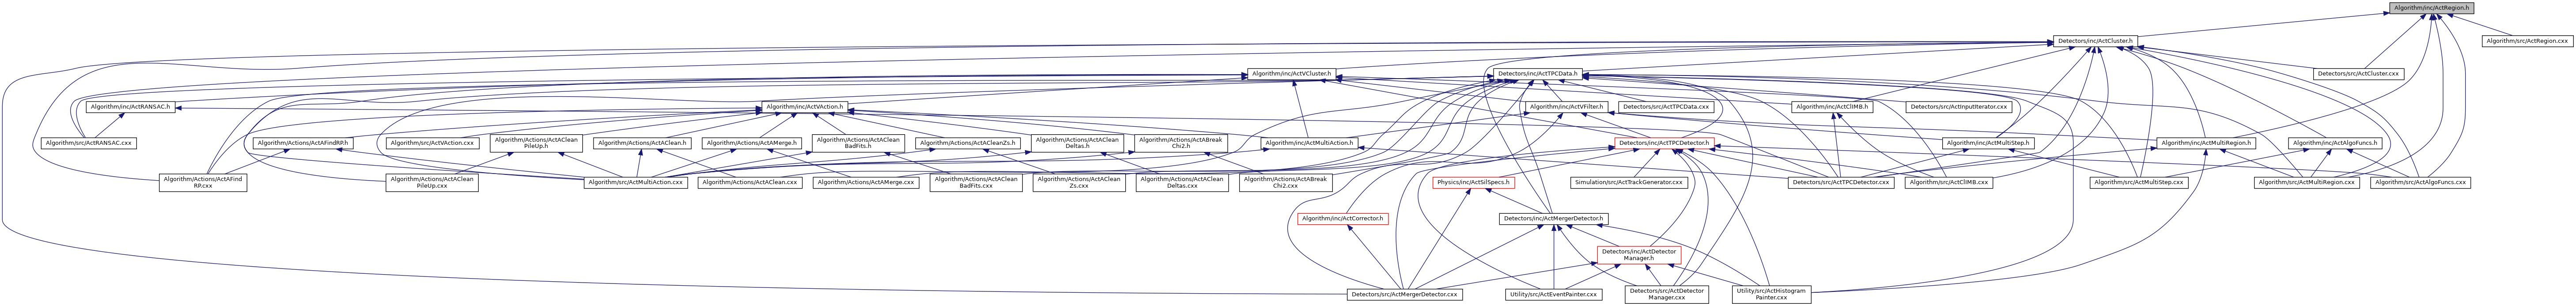 Algorithm/inc/ActRegion.h
Detectors/inc/ActCluster.h
Algorithm/src/ActRegion.cxx
Algorithm/inc/ActVCluster.h
Detectors/inc/ActTPCData.h
Detectors/src/ActCluster.cxx
Algorithm/inc/ActRANSAC.h
Algorithm/inc/ActVAction.h
Algorithm/inc/ActVFilter.h
Detectors/src/ActTPCData.cxx
Algorithm/inc/ActCliMB.h
Detectors/src/ActInputIterator.cxx
Algorithm/src/ActRANSAC.cxx
Algorithm/Actions/ActAFindRP.h
Algorithm/src/ActVAction.cxx
Algorithm/Actions/ActAClean
PileUp.h
Algorithm/Actions/ActAClean.h
Algorithm/Actions/ActAMerge.h
Algorithm/Actions/ActAClean
BadFits.h
Algorithm/Actions/ActACleanZs.h
Algorithm/Actions/ActAClean
Deltas.h
Algorithm/Actions/ActABreak
Chi2.h
Algorithm/inc/ActMultiAction.h
Detectors/inc/ActTPCDetector.h
Algorithm/inc/ActMultiStep.h
Algorithm/inc/ActMultiRegion.h
Algorithm/inc/ActAlgoFuncs.h
Algorithm/Actions/ActAFind
RP.cxx
Algorithm/Actions/ActAClean
PileUp.cxx
Algorithm/src/ActMultiAction.cxx
Algorithm/Actions/ActAClean.cxx
Algorithm/Actions/ActAMerge.cxx
Algorithm/Actions/ActAClean
BadFits.cxx
Algorithm/Actions/ActAClean
Zs.cxx
Algorithm/Actions/ActAClean
Deltas.cxx
Algorithm/Actions/ActABreak
Chi2.cxx
Physics/inc/ActSilSpecs.h
Simulation/src/ActTrackGenerator.cxx
Detectors/src/ActTPCDetector.cxx
Algorithm/src/ActCliMB.cxx
Algorithm/src/ActMultiStep.cxx
Algorithm/src/ActMultiRegion.cxx
Algorithm/src/ActAlgoFuncs.cxx
Algorithm/inc/ActCorrector.h
Detectors/inc/ActMergerDetector.h
Detectors/inc/ActDetector
Manager.h
Detectors/src/ActMergerDetector.cxx
Utility/src/ActEventPainter.cxx
Detectors/src/ActDetector
Manager.cxx
Utility/src/ActHistogram
Painter.cxx